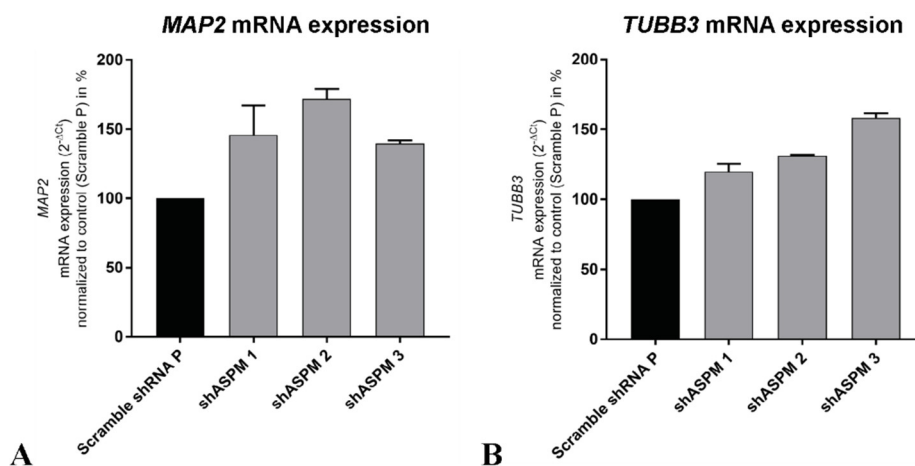 MAP2 mRNA expression
MAP2
mRNA expression (2^-ΔCt)
normalized to control (Scramble P) in %
200
150
100
50
0
Scramble shRNA P
shASPM 1
shASPM 2
shASPM 3
A
TUBB3 mRNA expression
TUBB3
mRNA expression (2^-ΔCt)
normalized to control (Scramble P) in %
200
150
100
50
0
Scramble shRNA P
shASPM 1
shASPM 2
shASPM 3
B